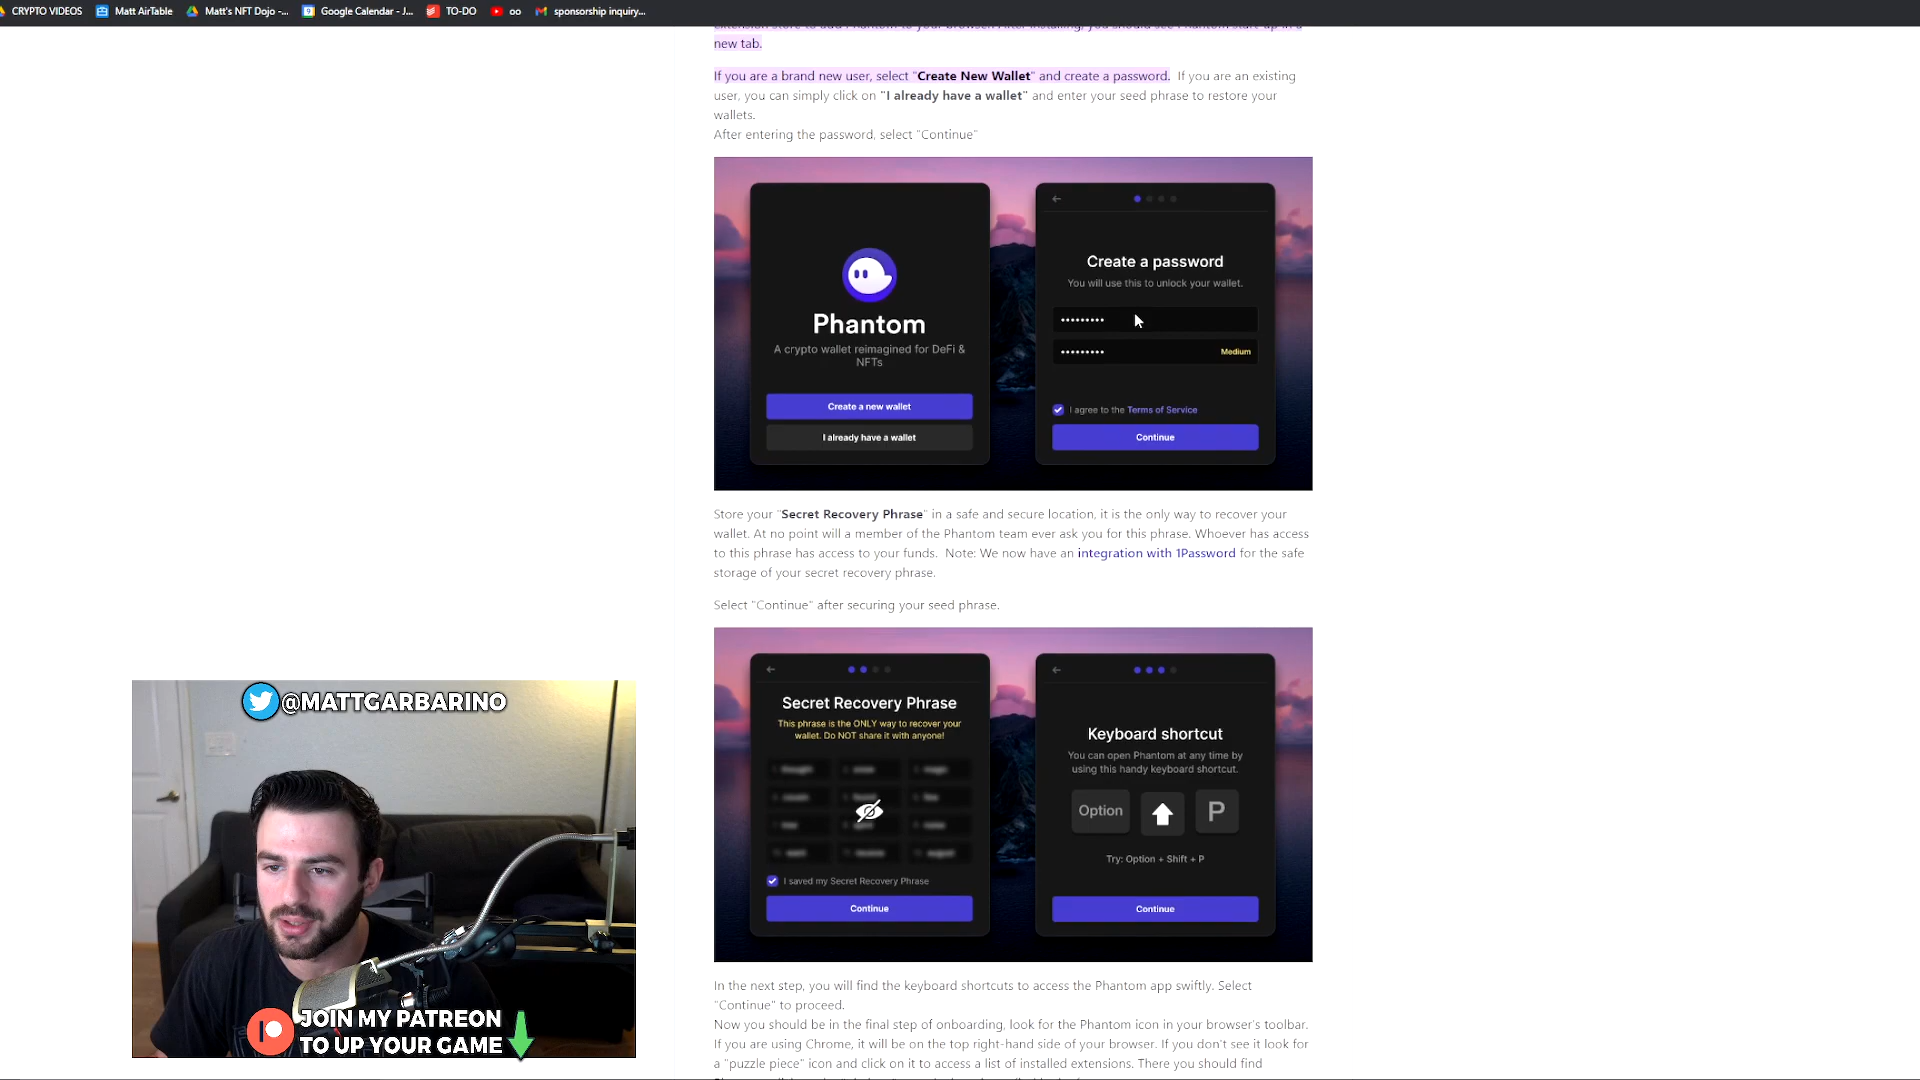 CRYPTO VIDEOS
Matt AirTable
Matt's NFT Dojo -...
Google Calendar - J...
TO-DO
oo
sponsorship inquiry...
new tab.
If you are a brand new user, select "Create New Wallet" and create a password. If you are an existing
user, you can simply click on "I already have a wallet" and enter your seed phrase to restore your
wallets.
After entering the password, select "Continue"
Phantom
A crypto wallet reimagined for DeFi &
NFTs
Create a new wallet
I already have a wallet
Create a password
You will use this to unlock your wallet.
Medium
I agree to the Terms of Service
Continue
Store your "Secret Recovery Phrase" in a safe and secure location, it is the only way to recover your
wallet. At no point will a member of the Phantom team ever ask you for this phrase. Whoever has access
to this phrase has access to your funds. Note: We now have an integration with 1Password for the safe
storage of your secret recovery phrase.
Select "Continue" after securing your seed phrase.
Secret Recovery Phrase
This phrase is the ONLY way to recover your
wallet. Do NOT share it with anyone!
I saved my Secret Recovery Phrase
Continue
Keyboard shortcut
You can open Phantom at any time by
using this handy keyboard shortcut.
Option
P
Try: Option + Shift + P
Continue
In the next step, you will find the keyboard shortcuts to access the Phantom app swiftly. Select
"Continue" to proceed.
Now you should be in the final step of onboarding, look for the Phantom icon in your browser's toolbar.
If you are using Chrome, it will be on the top right-hand side of your browser. If you don't see it look for
a "puzzle piece" icon and click on it to access a list of installed extensions. There you should find
@MATTGARBARINO
JOIN MY PATREON
TO UP YOUR GAME